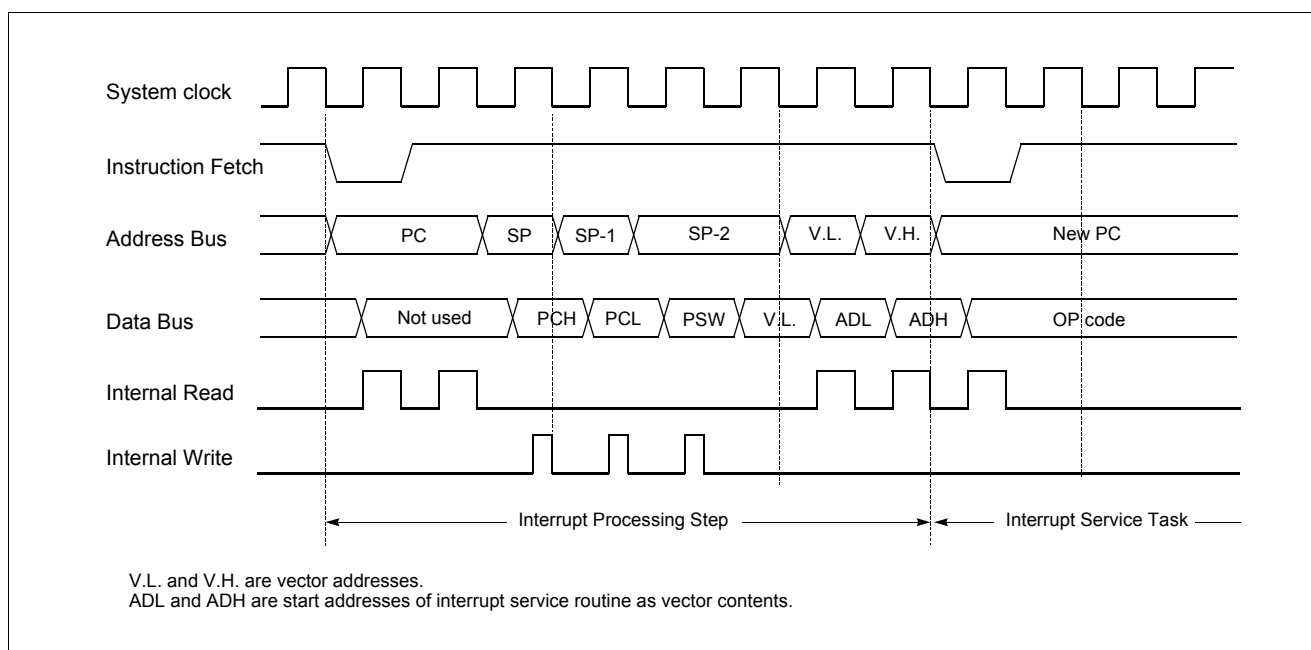 System clock
Instruction Fetch
Address Bus
PC SP SP-1 SP-2 V.L. V.H. New PC
Data Bus
Not used PCH PCL PSW V.L. ADL ADH OP code
Internal Read
Internal Write
Interrupt Processing Step
Interrupt Service Task
V.L. and V.H. are vector addresses.
ADL and ADH are start addresses of interrupt service routine as vector contents.